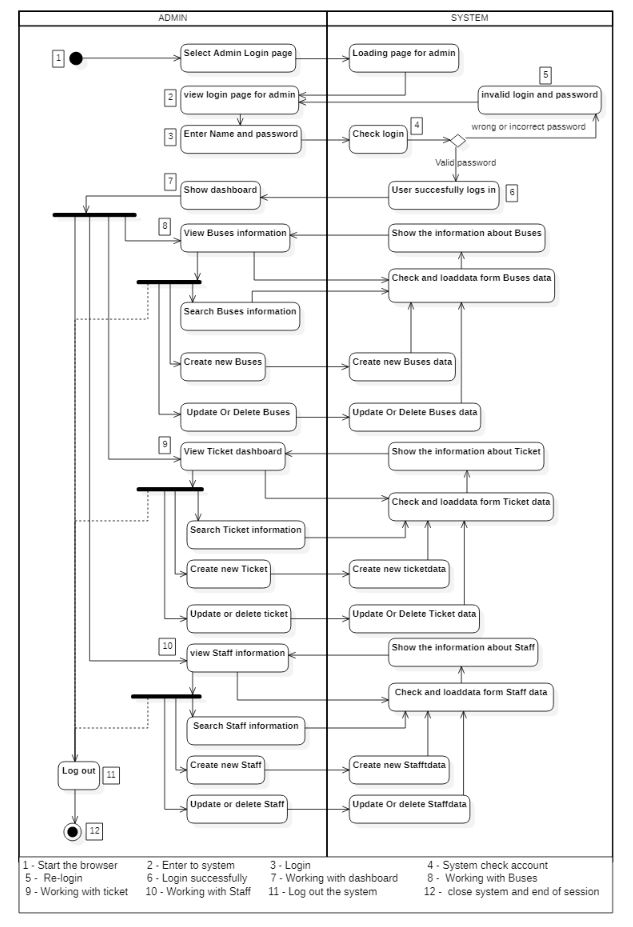 ADMIN SYSTEM
1 Select Admin Login page Loading page for admin
5
2 view login page for admin invalid login and password
3 Enter Name and password Check login 4 wrong or incorrect password
Valid password
7 Show dashboard User succesfully logs in 6
8 View Buses information Show the information about Buses
Check and loaddata form Buses data
Search Buses information
Create new Buses Create new Buses data
Update Or Delete Buses Update Or Delete Buses data
9 View Ticket dashboard Show the information about Ticket
Check and loaddata form Ticket data
Search Ticket information
Create new Ticket Create new ticketdata
Update or delete ticket Update Or Delete Ticket data
10 view Staff information Show the information about Staff
Check and loaddata form Staff data
Search Staff information
Log out 11 Create new Staff Create new Stafftdata
Update or delete Staff Update Or delete Staffdata
12
1 - Start the browser 2 - Enter to system 3 - Login 4 - System check account
5 - Re-login 6 - Login successfully 7 - Working with dashboard 8 - Working with Buses
9 - Working with ticket 10 - Working with Staff 11 - Log out the system 12 - close system and end of session